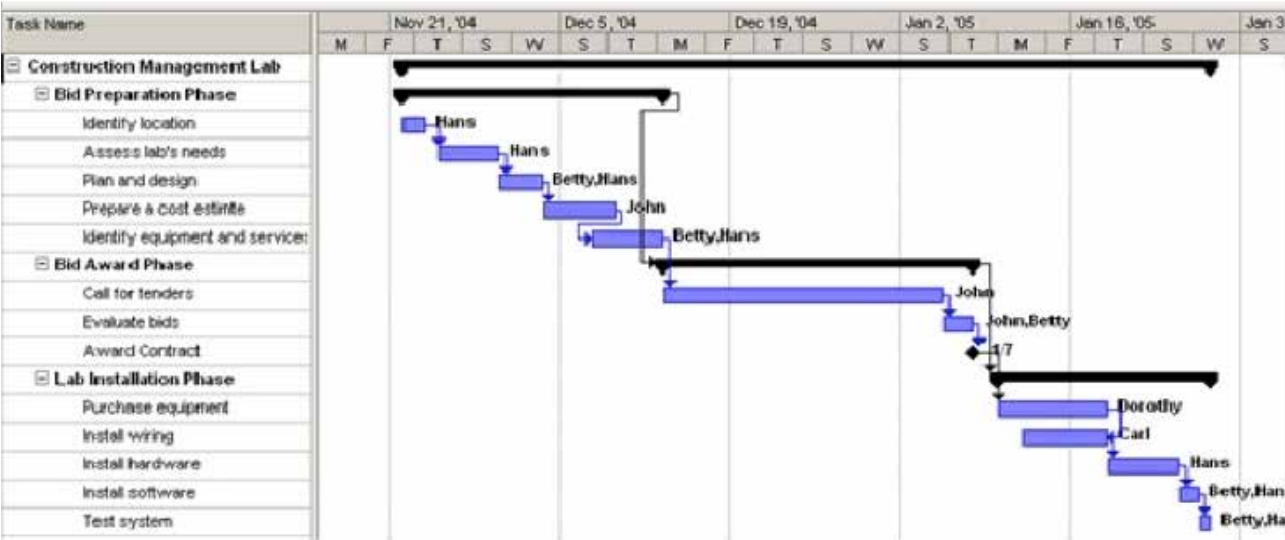 Task Name
Nov 21, '04 Dec 5, '04 Dec 19, '04 Jan 2, '05 Jan 16, '05 Jan 3
M F T S W S T M F T S W S T M F T S W S
Construction Management Lab
Bid Preparation Phase
Identify location Hans
Assess lab's needs Hans
Plan and design Betty,Hans
Prepare a cost estimte John
Identify equipment and services Betty,Hans
Bid Award Phase
Call for tenders John
Evaluate bids John,Betty
Award Contract 1/7
Lab Installation Phase
Purchase equipment Dorothy
Install wiring Carl
Install hardware Hans
Install software Betty,Han
Test system Betty,Ha